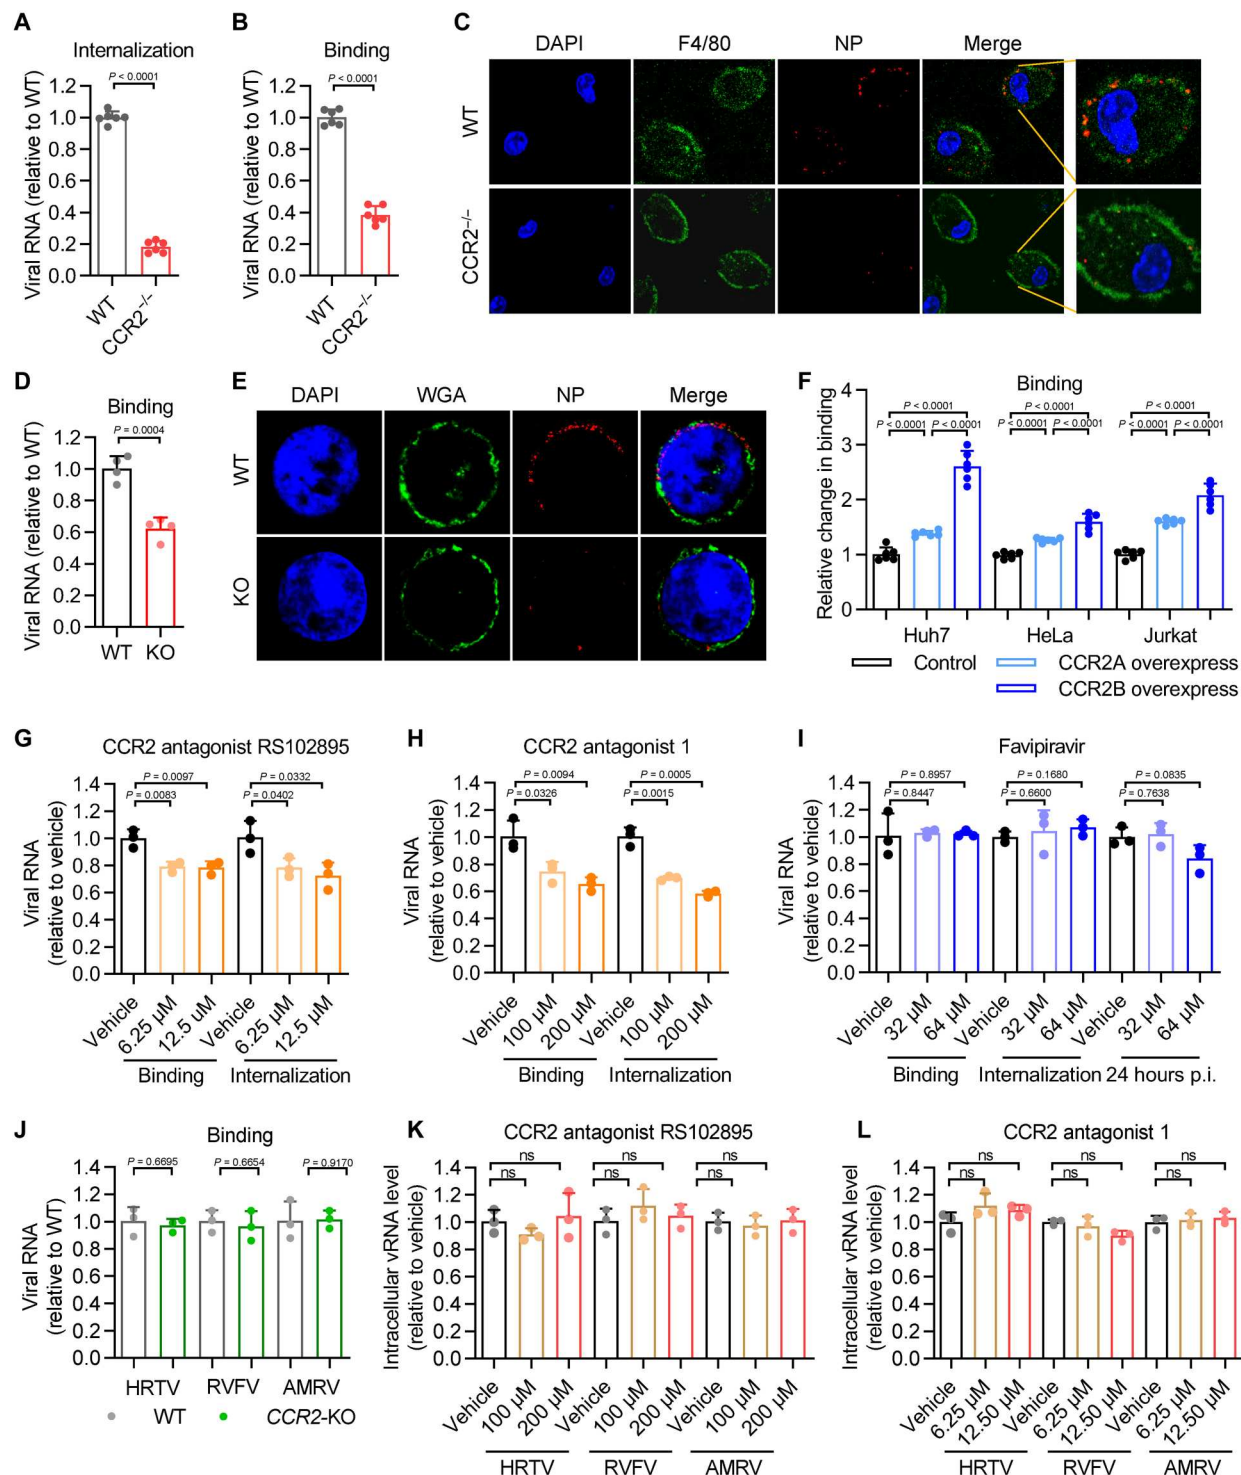 A
Internalization
P < 0.0001
Viral RNA (relative to WT)
1.2
1.0
0.8
0.6
0.4
0.2
0.0
WT
CCR2−/−
B
Binding
P < 0.0001
Viral RNA (relative to WT)
1.2
1.0
0.8
0.6
0.4
0.2
0.0
WT
CCR2−/−
C
DAPI F4/80 NP Merge
WT
CCR2−/−
D
Binding
P = 0.0004
Viral RNA (relative to WT)
1.2
1.0
0.8
0.6
0.4
0.2
0.0
WT KO
E
DAPI WGA NP Merge
WT
KO
F
Binding
Relative change in binding
4
3
2
1
0
P < 0.0001 P < 0.0001 P < 0.0001
P < 0.0001 P < 0.0001 P < 0.0001 P < 0.0001 P < 0.0001 P < 0.0001
Huh7 HeLa Jurkat
Control CCR2A overexpress
CCR2B overexpress
G
CCR2 antagonist RS102895
P = 0.0097 P = 0.0332
P = 0.0083 P = 0.0402
Viral RNA
(relative to vehicle)
1.4
1.2
1.0
0.8
0.6
0.4
0.2
0.0
Vehicle 6.25 µM 12.5 uM Vehicle 6.25 µM 12.5 µM
Binding Internalization
H
CCR2 antagonist 1
P = 0.0094 P = 0.0005
P = 0.0326 P = 0.0015
Viral RNA
(relative to vehicle)
1.4
1.2
1.0
0.8
0.6
0.4
0.2
0.0
Vehicle 100 µM 200 µM Vehicle 100 µM 200 µM
Binding Internalization
I
Favipiravir
P = 0.8957 P = 0.1680 P = 0.0835
P = 0.8447 P = 0.6600 P = 0.7638
Viral RNA
(relative to vehicle)
1.4
1.2
1.0
0.8
0.6
0.4
0.2
0.0
Vehicle 32 µM 64 µM Vehicle 32 µM 64 µM Vehicle 32 µM 64 µM
Binding Internalization 24 hours p.i.
J
Binding
P = 0.6695 P = 0.6654 P = 0.9170
Viral RNA
(relative to WT)
1.4
1.2
1.0
0.8
0.6
0.4
0.2
0.0
HRTV RVFV AMRV
WT CCR2-KO
K
CCR2 antagonist RS102895
ns ns ns
ns ns ns
Intracellular vRNA level
(relative to vehicle)
1.4
1.2
1.0
0.8
0.6
0.4
0.2
0.0
Vehicle 100 µM 200 µM Vehicle 100 µM 200 µM Vehicle 100 µM 200 µM
HRTV RVFV AMRV
L
CCR2 antagonist 1
ns ns ns
ns ns ns
Intracellular vRNA level
(relative to vehicle)
1.4
1.2
1.0
0.8
0.6
0.4
0.2
0.0
Vehicle 6.25 µM 12.50 µM Vehicle 6.25 µM 12.50 µM Vehicle 6.25 µM 12.50 µM
HRTV RVFV AMRV